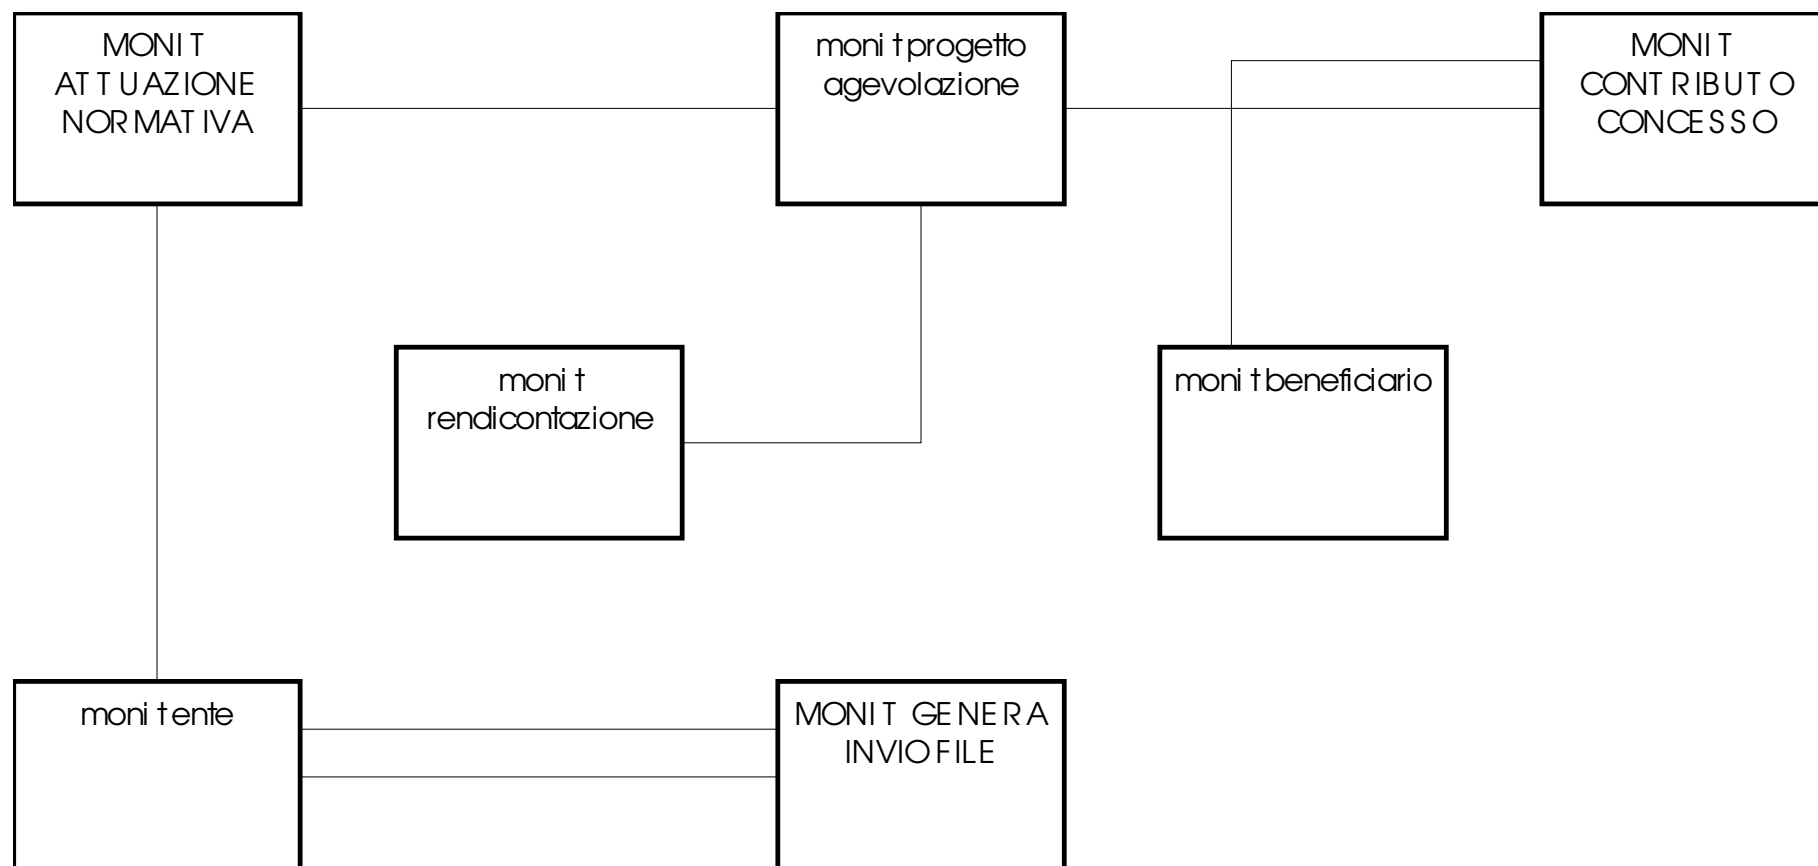 MONIT
ATTUAZIONE
NORMATIVA
monit progetto
agevolazione
MONIT
CONTRIBUTO
CONCESSO
monit
rendicontazione
monit beneficiario
monit ente
MONIT GENERA
INVIO FILE